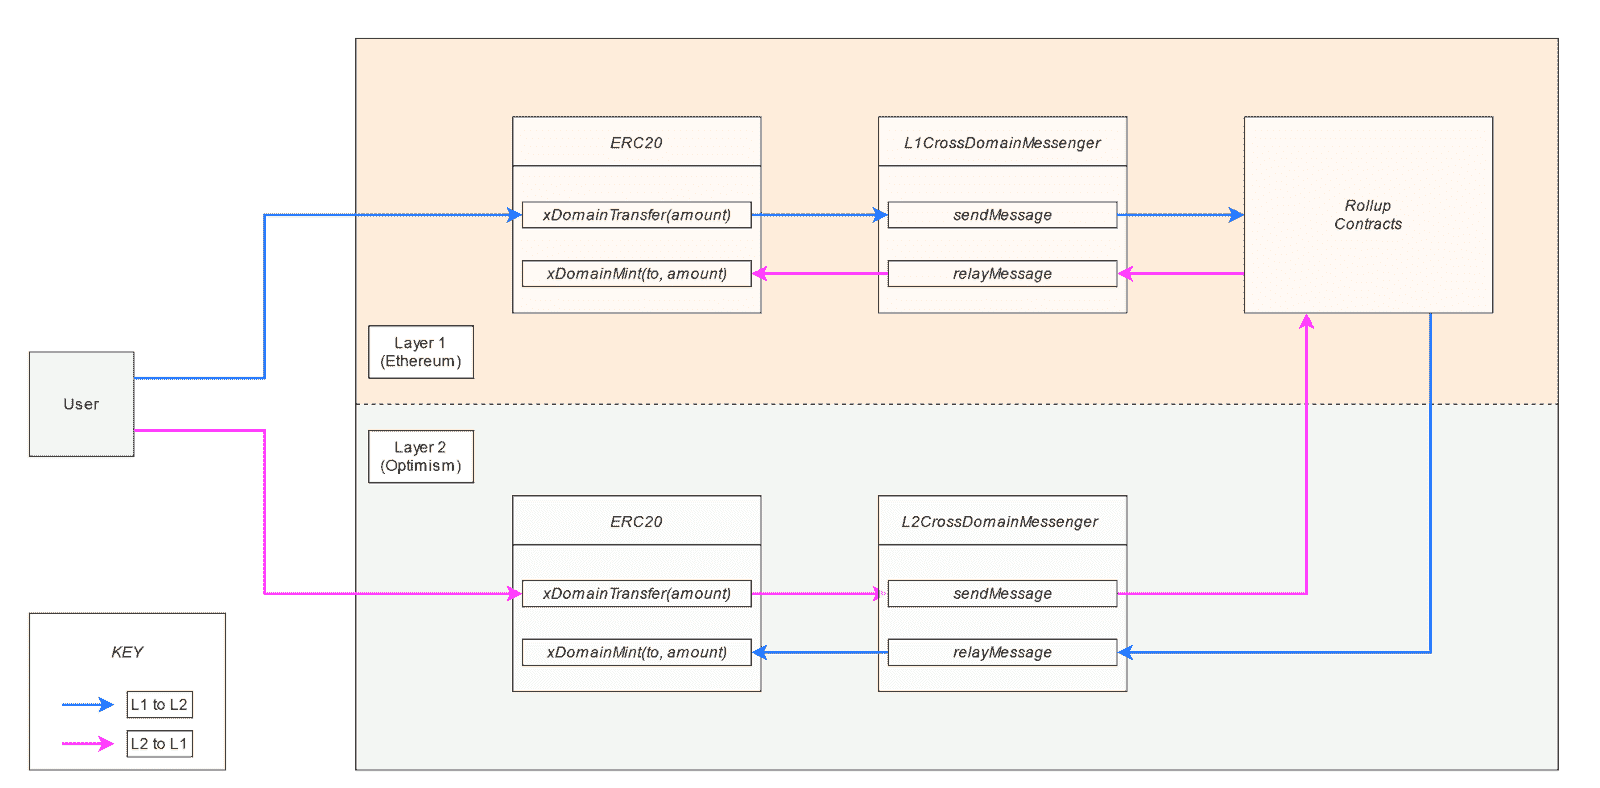 ERC20
xDomainTransfer(amount)
xDomainMint(to, amount)
L1CrossDomainMessenger
sendMessage
relayMessage
Rollup
Contracts
Layer 1
(Ethereum)
User
Layer 2
(Optimism)
ERC20
xDomainTransfer(amount)
xDomainMint(to, amount)
L2CrossDomainMessenger
sendMessage
relayMessage
KEY
L1 to L2
L2 to L1